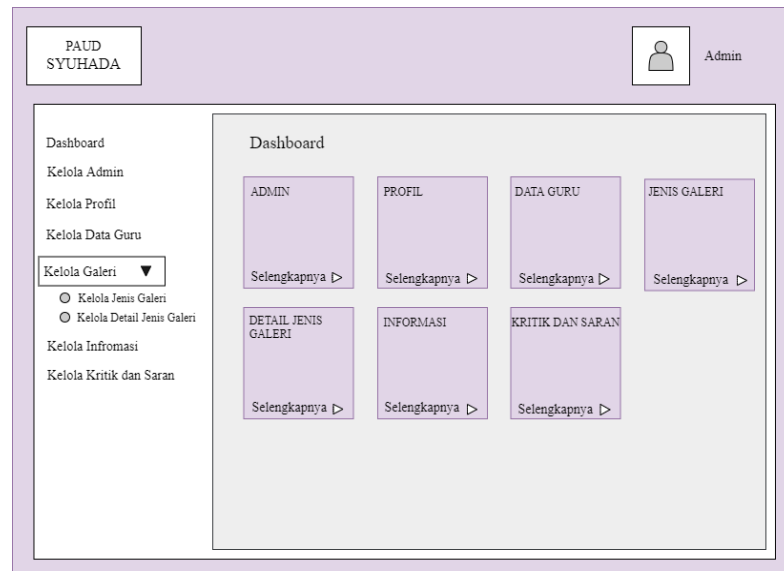 PAUD
SYUHADA
Admin
Dashboard
Kelola Admin
Kelola Profil
Kelola Data Guru
Kelola Galeri
Kelola Jenis Galeri
Kelola Detail Jenis Galeri
Kelola Infromasi
Kelola Kritik dan Saran
Dashboard
ADMIN
Selengkapnya
PROFIL
Selengkapnya
DATA GURU
Selengkapnya
JENIS GALERI
Selengkapnya
DETAIL JENIS
GALERI
Selengkapnya
INFORMASI
Selengkapnya
KRITIK DAN SARAN
Selengkapnya